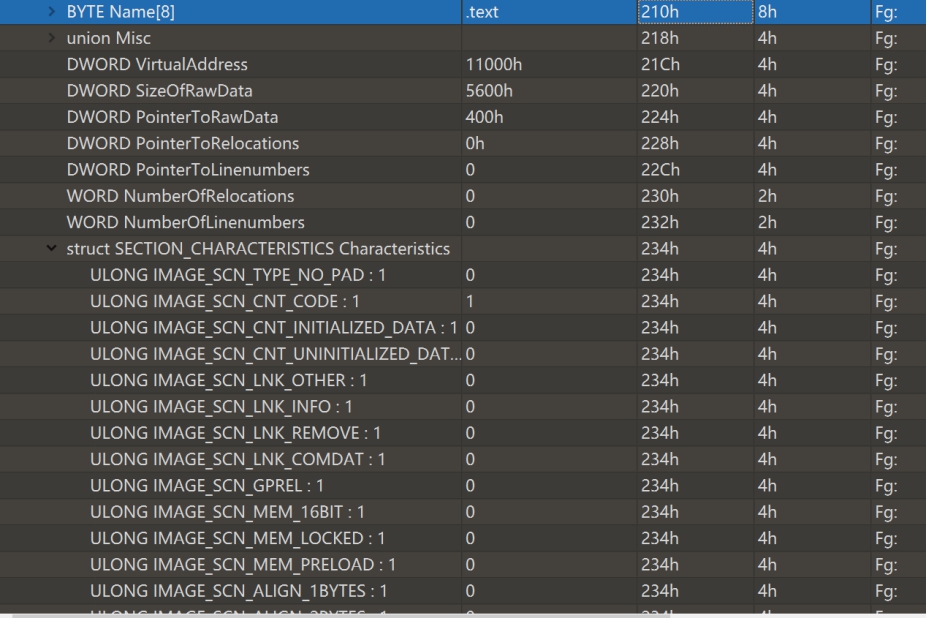 BYTE Name[8] .text 210h 8h Fg:
union Misc 218h 4h Fg:
DWORD VirtualAddress 11000h 21Ch 4h Fg:
DWORD SizeOfRawData 5600h 220h 4h Fg:
DWORD PointerToRawData 400h 224h 4h Fg:
DWORD PointerToRelocations 0h 228h 4h Fg:
DWORD PointerToLinenumbers 0 22Ch 4h Fg:
WORD NumberOfRelocations 0 230h 2h Fg:
WORD NumberOfLinenumbers 0 232h 2h Fg:
struct SECTION_CHARACTERISTICS Characteristics 234h 4h Fg:
ULONG IMAGE_SCN_TYPE_NO_PAD : 1 0 234h 4h Fg:
ULONG IMAGE_SCN_CNT_CODE : 1 1 234h 4h Fg:
ULONG IMAGE_SCN_CNT_INITIALIZED_DATA : 1 0 234h 4h Fg:
ULONG IMAGE_SCN_CNT_UNINITIALIZED_DAT... 0 234h 4h Fg:
ULONG IMAGE_SCN_LNK_OTHER : 1 0 234h 4h Fg:
ULONG IMAGE_SCN_LNK_INFO : 1 0 234h 4h Fg:
ULONG IMAGE_SCN_LNK_REMOVE : 1 0 234h 4h Fg:
ULONG IMAGE_SCN_LNK_COMDAT : 1 0 234h 4h Fg:
ULONG IMAGE_SCN_GPREL : 1 0 234h 4h Fg:
ULONG IMAGE_SCN_MEM_16BIT : 1 0 234h 4h Fg:
ULONG IMAGE_SCN_MEM_LOCKED : 1 0 234h 4h Fg:
ULONG IMAGE_SCN_MEM_PRELOAD : 1 0 234h 4h Fg:
ULONG IMAGE_SCN_ALIGN_1BYTES : 1 0 234h 4h Fg: